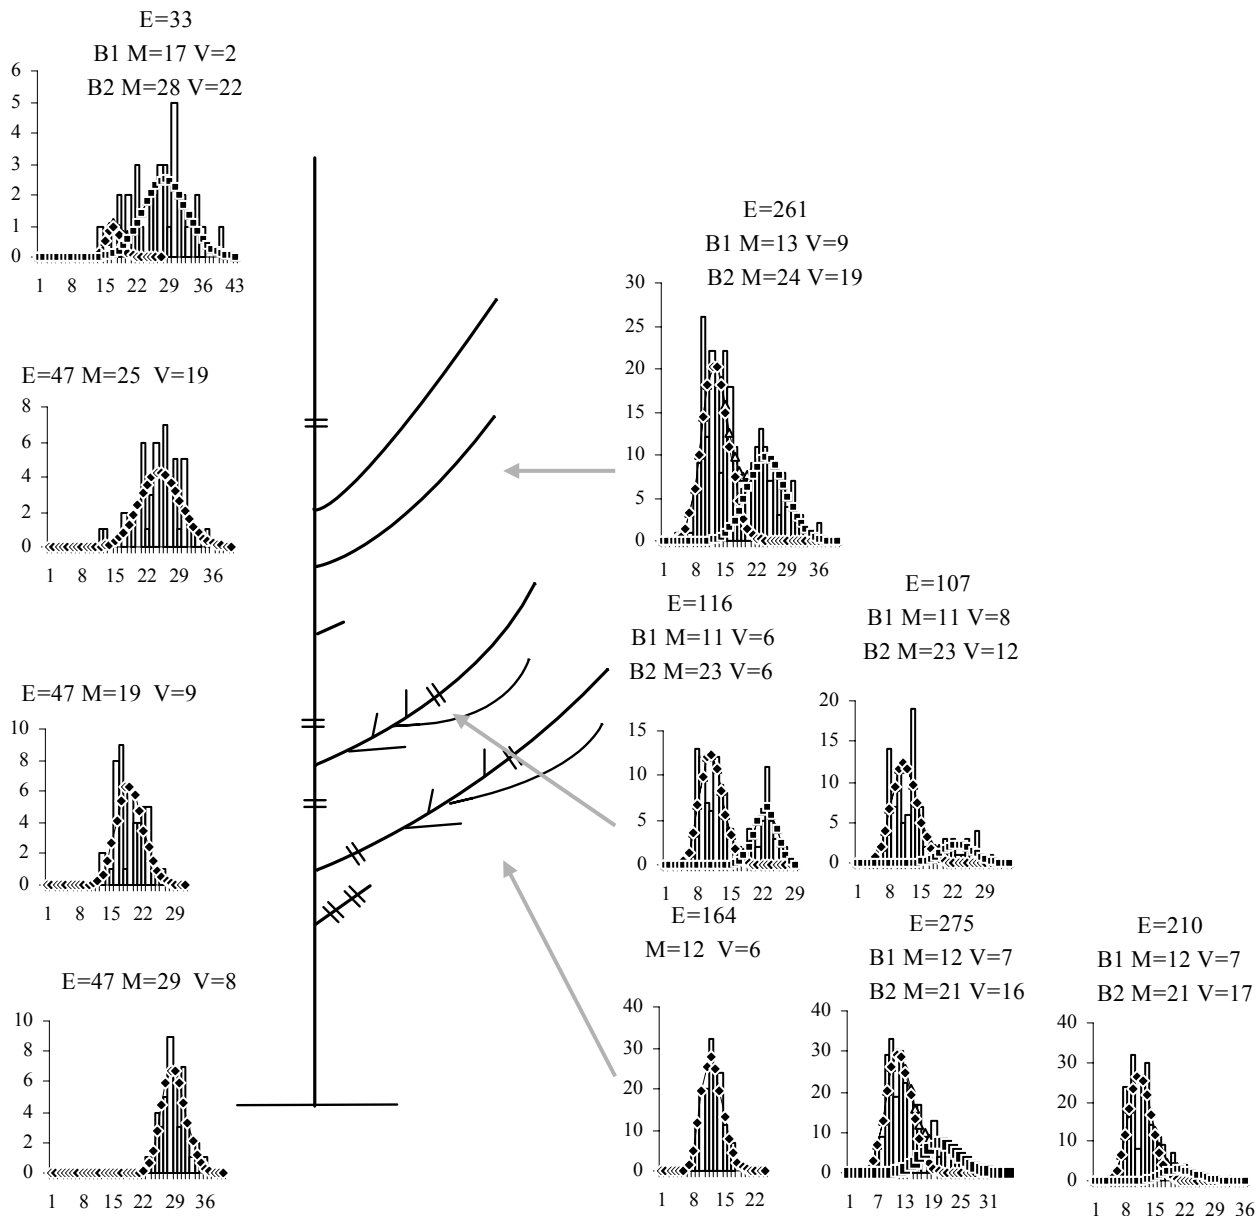 E=33
B1 M=17 V=2
B2 M=28 V=22
6
5
4
3
2
1
0
1 8 15 22 29 36 43
E=47 M=25 V=19
8
6
4
2
0
1 8 15 22 29 36
E=47 M=19 V=9
10
8
6
4
2
0
1 8 15 22 29
E=47 M=29 V=8
10
8
6
4
2
0
1 8 15 22 29 36
E=261
B1 M=13 V=9
B2 M=24 V=19
30
25
20
15
10
5
0
1 8 15 22 29 36
E=116
B1 M=11 V=6
B2 M=23 V=6
15
10
5
0
1 8 15 22 29
E=107
B1 M=11 V=8
B2 M=23 V=12
20
15
10
5
0
1 8 15 22 29
E=164
M=12 V=6
40
30
20
10
0
1 8 15 22
E=275
B1 M=12 V=7
B2 M=21 V=16
40
30
20
10
0
1 7 13 19 25 31
E=210
B1 M=12 V=7
B2 M=21 V=17
40
30
20
10
0
1 8 15 22 29 36